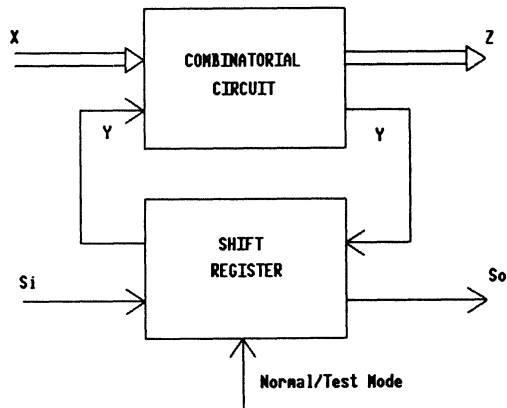 X
Z
COMBINATORIAL
CIRCUIT
Y
Y
SHIFT
REGISTER
Si
So
Normal/Test Mode